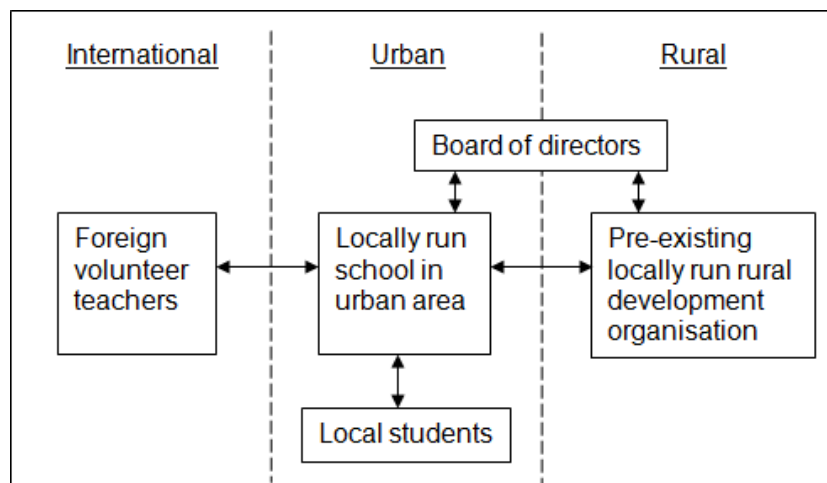 International
Urban
Rural
Board of directors
Foreign
volunteer
teachers
Locally run
school in
urban area
Pre-existing
locally run rural
development
organisation
Local students